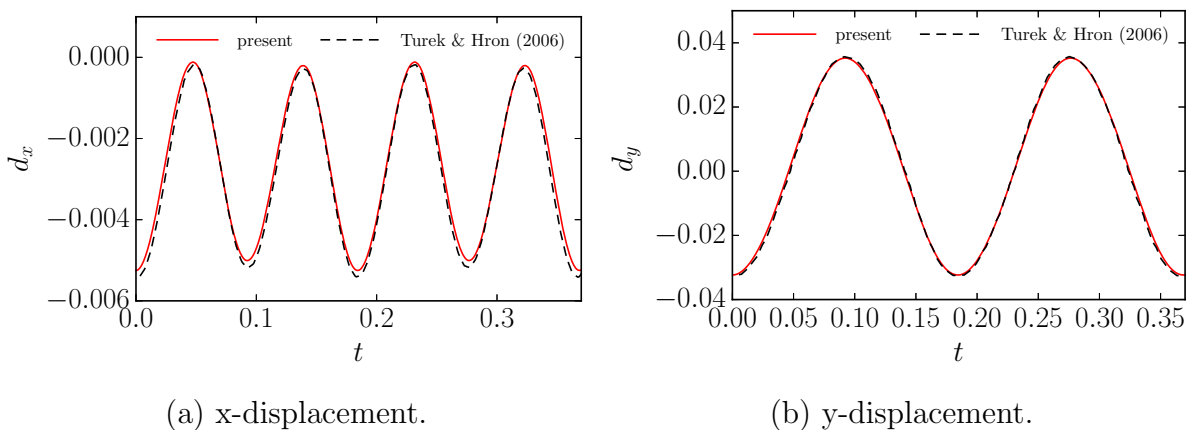 present Turek & Hron (2006)
0.000
−0.002
−0.004
−0.006
d_x
0.0 0.1 0.2 0.3
t
(a) x-displacement.
present Turek & Hron (2006)
0.04
0.02
0.00
−0.02
−0.04
d_y
0.00 0.05 0.10 0.15 0.20 0.25 0.30 0.35
t
(b) y-displacement.